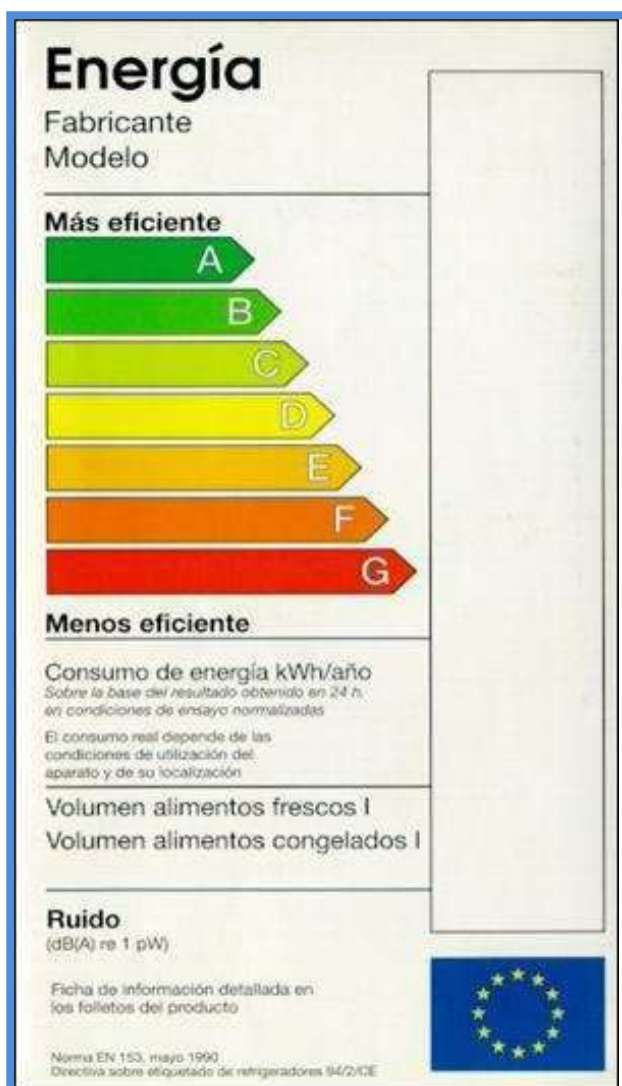 Energía
Fabricante
Modelo
Más eficiente
A
B
C
D
E
F
G
Menos eficiente
Consumo de energía kWh/año
Sobre la base del resultado obtenido en 24 h.
en condiciones de ensayo normalizadas
El consumo real depende de las
condiciones de utilización del
aparato y de su localización
Volumen alimentos frescos l
Volumen alimentos congelados l
Ruido
(dB(A) re 1 pW)
Ficha de información detallada en
los folletos del producto
Norma EN 153, mayo 1990
Directiva sobre etiquetado de refrigeradores 94/2/CE